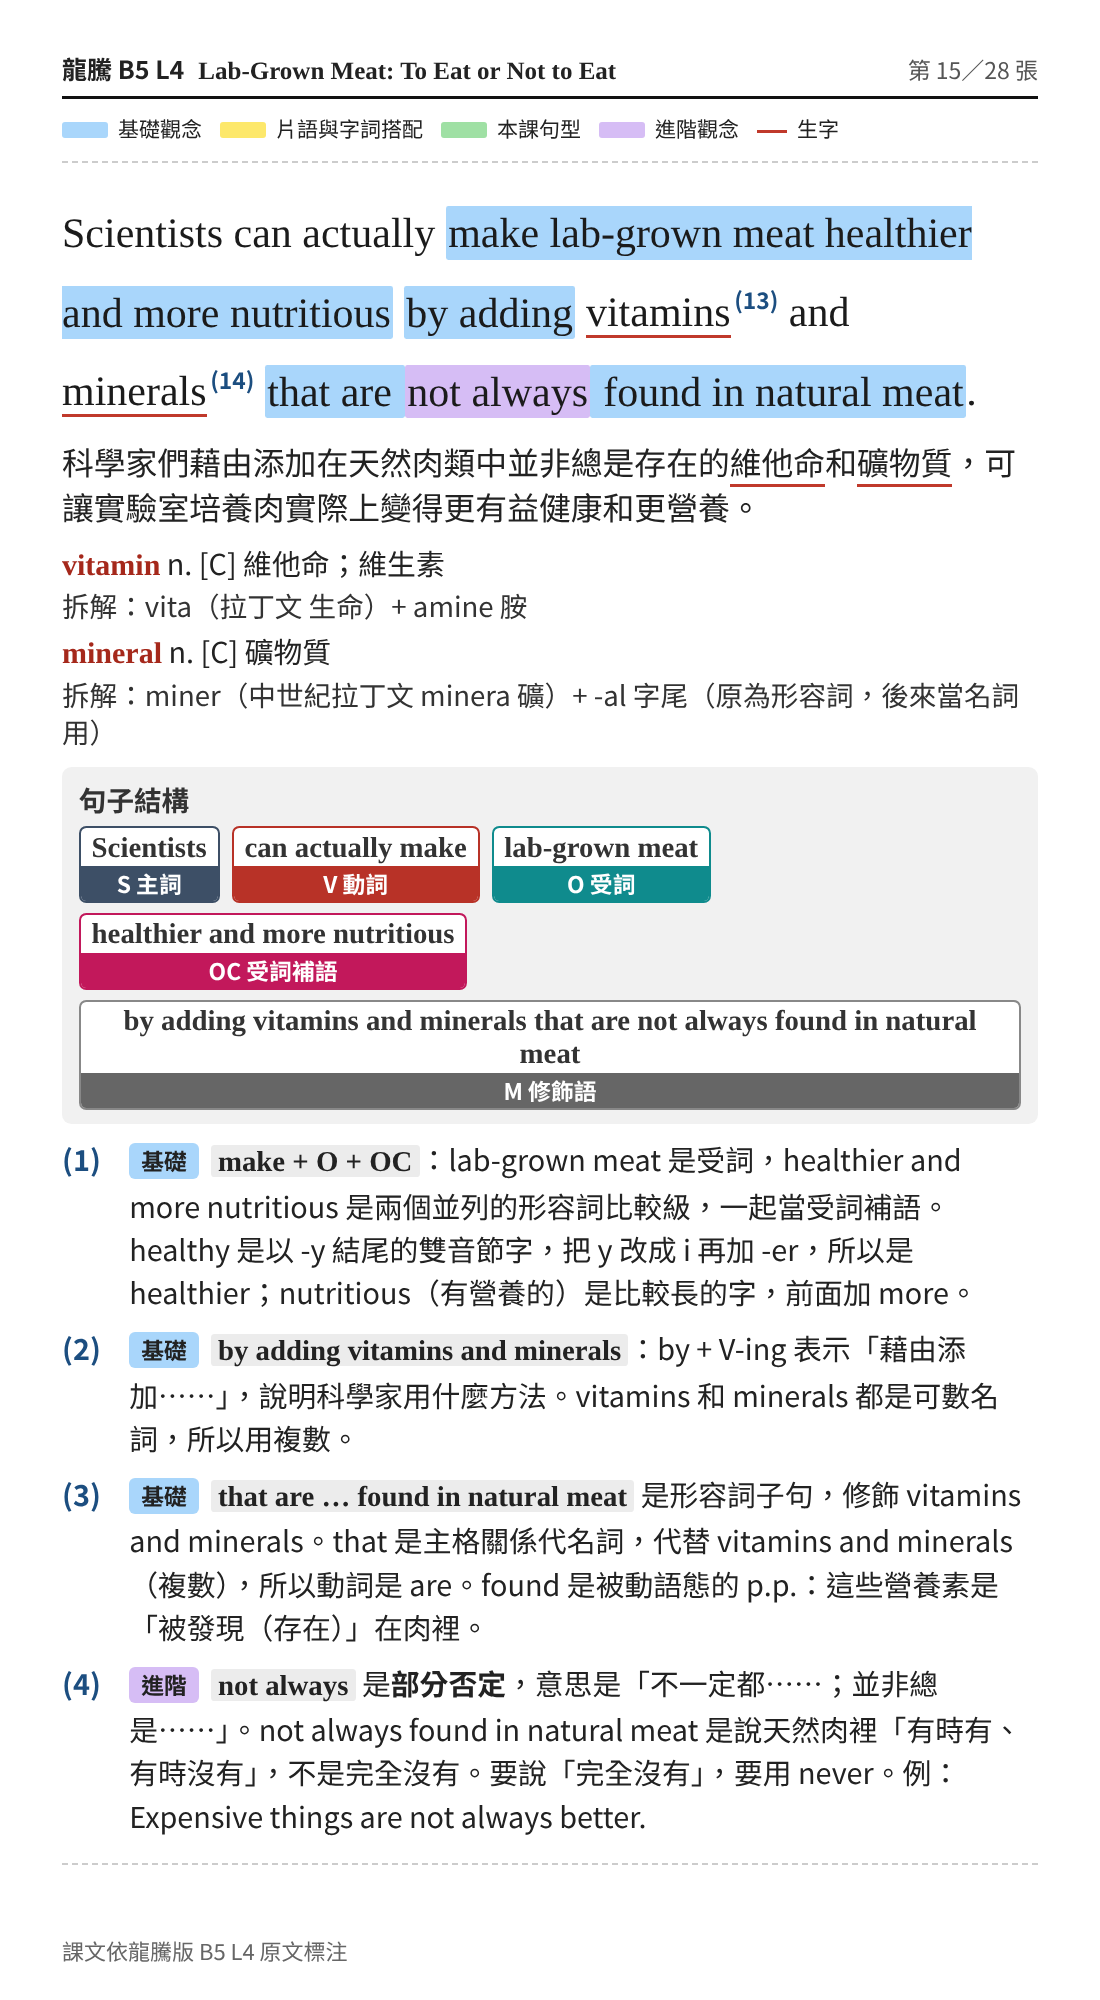 龍騰 B5 L4 Lab-Grown Meat: To Eat or Not to Eat 第 15／28 張
基礎觀念 片語與字詞搭配 本課句型 進階觀念 生字
Scientists can actually make lab-grown meat healthier
and more nutritious by adding vitamins(13) and
minerals(14) that are not always found in natural meat.
科學家們藉由添加在天然肉類中並非總是存在的維他命和礦物質，可
讓實驗室培養肉實際上變得更有益健康和更營養。
vitamin n. [C] 維他命；維生素
拆解：vita（拉丁文 生命）+ amine 胺
mineral n. [C] 礦物質
拆解：miner（中世紀拉丁文 minera 礦）+ -al 字尾（原為形容詞，後來當名詞
用）
句子結構
Scientists can actually make lab-grown meat
S 主詞 V 動詞 O 受詞
healthier and more nutritious
OC 受詞補語
by adding vitamins and minerals that are not always found in natural
meat
M 修飾語
(1) 基礎 make + O + OC：lab-grown meat 是受詞，healthier and
more nutritious 是兩個並列的形容詞比較級，一起當受詞補語。
healthy 是以 -y 結尾的雙音節字，把 y 改成 i 再加 -er，所以是
healthier；nutritious（有營養的）是比較長的字，前面加 more。
(2) 基礎 by adding vitamins and minerals：by + V-ing 表示「藉由添
加⋯⋯」，說明科學家用什麼方法。vitamins 和 minerals 都是可數名
詞，所以用複數。
(3) 基礎 that are … found in natural meat 是形容詞子句，修飾 vitamins
and minerals。that 是主格關係代名詞，代替 vitamins and minerals
（複數），所以動詞是 are。found 是被動語態的 p.p.：這些營養素是
「被發現（存在）」在肉裡。
(4) 進階 not always 是部分否定，意思是「不一定都⋯⋯；並非總
是⋯⋯」。not always found in natural meat 是說天然肉裡「有時有、
有時沒有」，不是完全沒有。要說「完全沒有」，要用 never。例：
Expensive things are not always better.
課文依龍騰版 B5 L4 原文標注